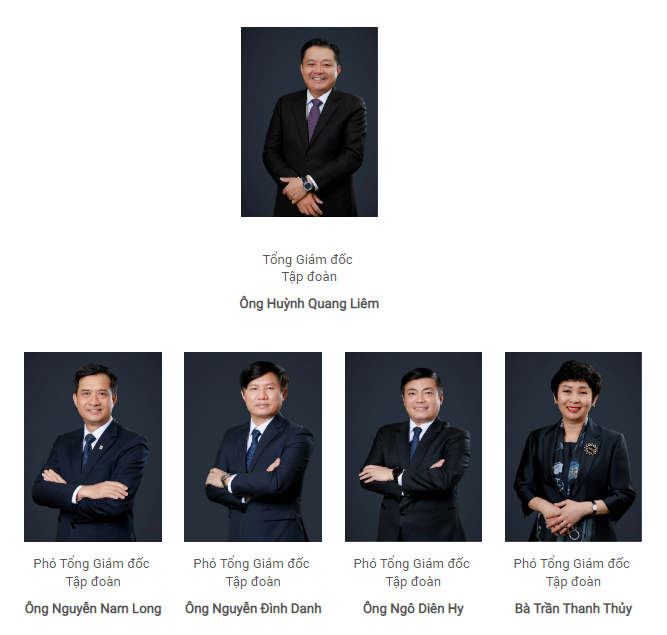 Tổng Giám đốc
Tập đoàn
Ông Huỳnh Quang Liêm
Phó Tổng Giám đốc
Tập đoàn
Ông Nguyễn Nam Long
Phó Tổng Giám đốc
Tập đoàn
Ông Nguyễn Đình Danh
Phó Tổng Giám đốc
Tập đoàn
Ông Ngô Diên Hy
Phó Tổng Giám đốc
Tập đoàn
Bà Trần Thanh Thủy